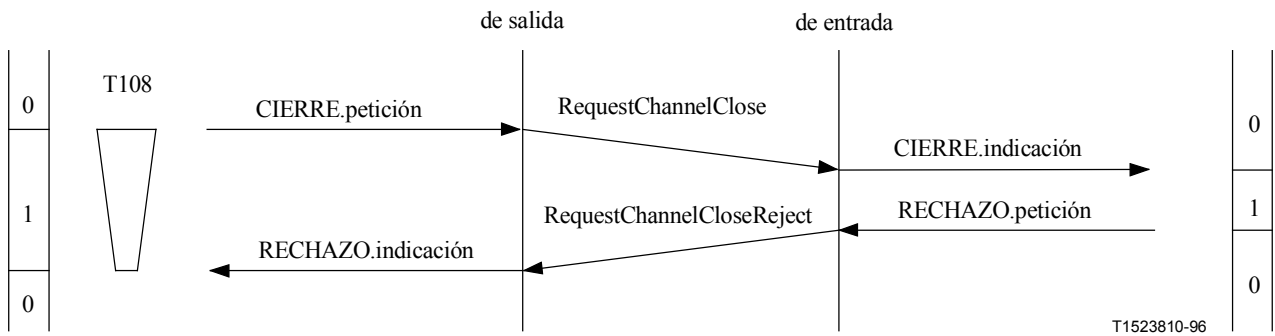 de salida
de entrada
T108
0
CIERRE.petición
RequestChannelClose
0
CIERRE.indicación
1
RequestChannelCloseReject
RECHAZO.petición
1
RECHAZO.indicación
0
0
T1523810-96